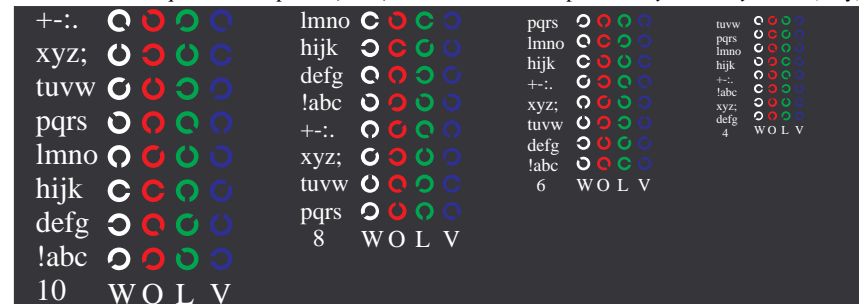 +-:.
xyz;
tuvw
pqrs
lmno
hijk
defg
!abc
10 W O L V
lmno
hijk
defg
!abc
+-:.
xyz;
tuvw
pqrs
8 W O L V
pqrs
lmno
hijk
+-:.
xyz;
tuvw
defg
!abc
6 W O L V
tuvw
pqrs
lmno
hijk
+-:.
!abc
xyz;
defg
4 W O L V